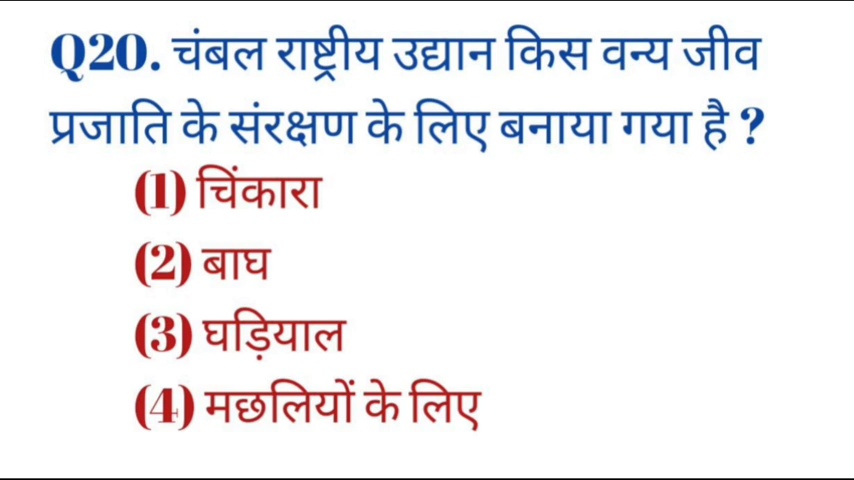 Q20. चंबल राष्ट्रीय उद्यान किस वन्य जीव
प्रजाति के संरक्षण के लिए बनाया गया है ?
(1) चिंकारा
(2) बाघ
(3) घड़ियाल
(4) मछलियों के लिए